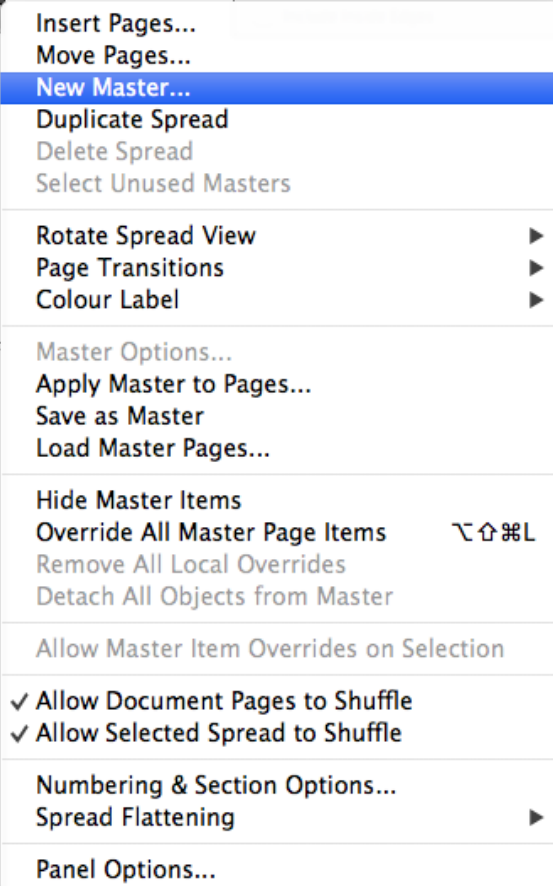 Insert Pages...
Move Pages...
New Master...
Duplicate Spread
Delete Spread
Select Unused Masters
Rotate Spread View
Page Transitions
Colour Label
Master Options...
Apply Master to Pages...
Save as Master
Load Master Pages...
Hide Master Items
Override All Master Page Items ⌥⇧⌘L
Remove All Local Overrides
Detach All Objects from Master
Allow Master Item Overrides on Selection
✓ Allow Document Pages to Shuffle
✓ Allow Selected Spread to Shuffle
Numbering & Section Options...
Spread Flattening
Panel Options...